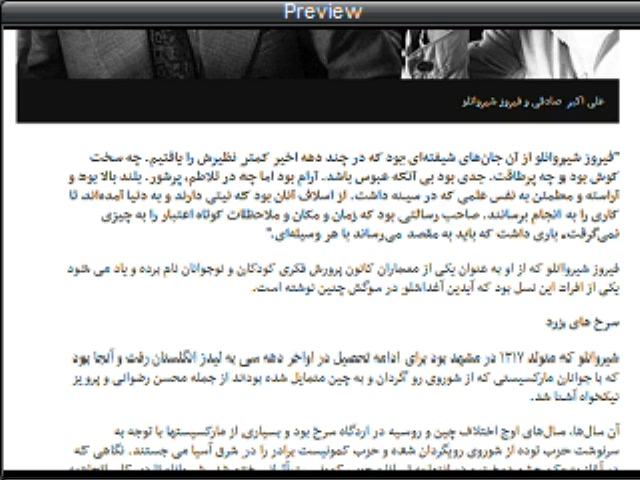 Preview
علی اکبر صادقی و فیروز شیروانلو
"فیروز شیروانلو از آن جان‌های شیفته‌ای بود که در چند دهه اخیر کمتر نظیرش را یافتیم. چه سخت
کوش بود و چه پرطاقت. جدی بود بی آنکه عبوس باشد. آرام بود اما چه در تلاطم، پرشور. بلند بالا بود و
آراسته و مطمئن به نفس علمی که در سینه داشت. از اسلاف آنان بود که نیتی دارند و به دنیا آمده‌اند تا
کاری را به انجام برسانند. صاحب رسالتی بود که زمان و مکان و ملاحظات کوتاه اعتبار را به چیزی
نمی‌گرفت. باری داشت که باید به مقصد می‌رساند با هر وسیله‌ای."
فیروز شیروانلو که از او به عنوان یکی از معماران کانون پرورش فکری کودکان و نوجوانان نام برده و یاد می شود
یکی از افراد این نسل بود که آیدین آغداشلو در سوگش چنین نوشته است.
سرخ های یزرد
شیروانلو که متولد ۱۳۱۷ در مشهد بود برای ادامه تحصیل در اواخر دهه سی به لیدز انگلستان رفت و آنجا بود
که با جوانان مارکسیستی که از شوروی رو گردان و به چین متمایل شده بودند از جمله محسن رضوانی و پرویز
نیکخواه آشنا شد.
آن سال‌ها، سال‌های اوج اختلاف چین و روسیه در اردگاه سرخ بود و بسیاری از مارکسیستها با توجه به
سرنوشت حزب توده از شوروی رویگردان شده و حزب کمونیست برادر را در شرق آسیا می جستند. نگاهی که